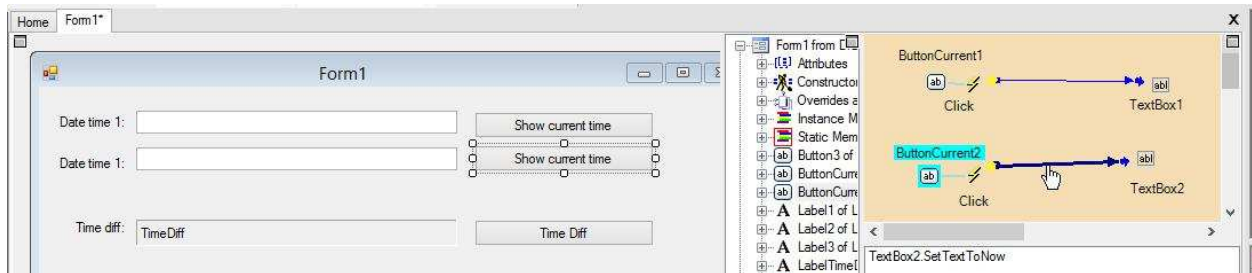 Home Form1*
X
Form1
Date time 1:
Show current time
Date time 1:
Show current time
Time diff:
TimeDiff
Time Diff
Form1 from
Attributes
Constructo
Overrides a
Instance M
Static Mem
Button3 of
ButtonCurre
ButtonCurre
Label1 of L
Label2 of L
Label3 of L
LabelTime
ButtonCurrent1
ab
abl
Click
TextBox1
ButtonCurrent2
ab
abl
Click
TextBox2
TextBox2.SetTextToNow